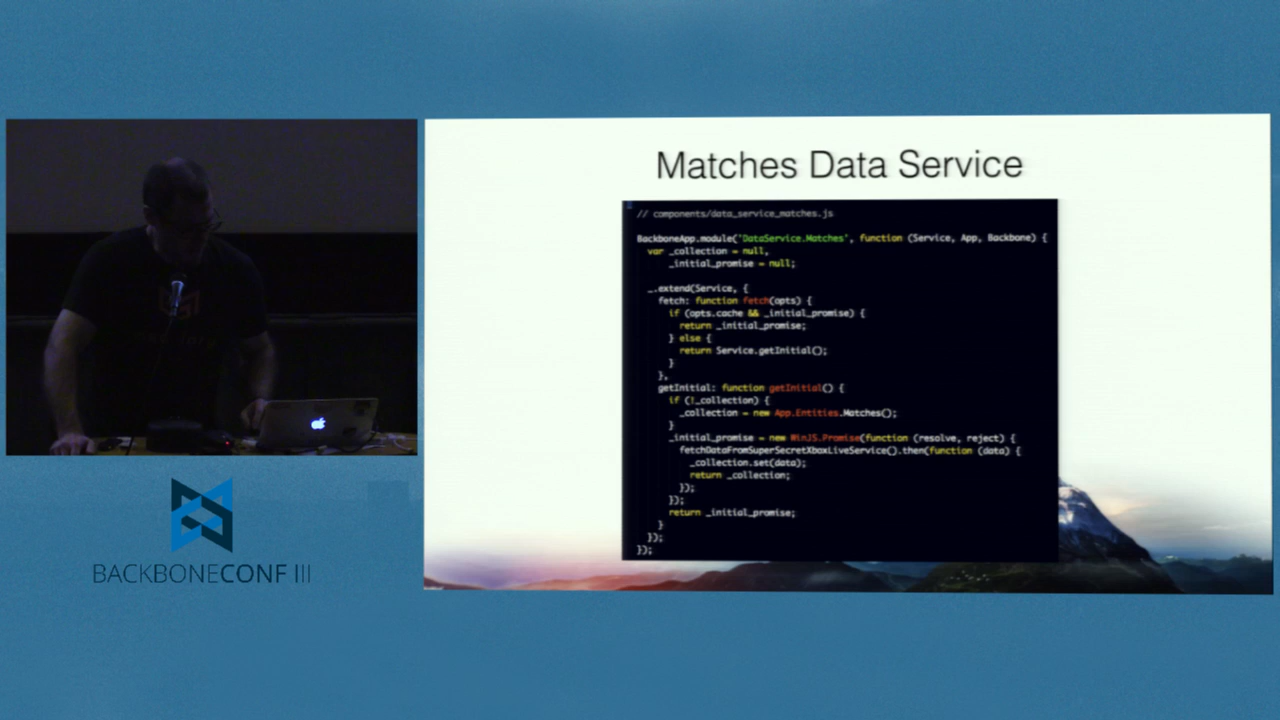 Matches Data Service
// components/data_service_matches.js
BackboneApp.module('DataService.Matches', function (Service, App, Backbone) {
var _collection = null,
_initial_promise = null;
_.extend(Service, {
fetch: function fetch(opts) {
if (opts.cache && _initial_promise) {
return _initial_promise;
} else {
return Service.getInitial();
}
},
getInitial: function getInitial() {
if (!_collection) {
_collection = new App.Entities.Matches();
}
_initial_promise = new WinJS.Promise(function (resolve, reject) {
fetchDataFromSuperSecretXboxLiveService().then(function (data) {
_collection.set(data);
return _collection;
});
});
return _initial_promise;
}
});
});
BACKBONECONF III